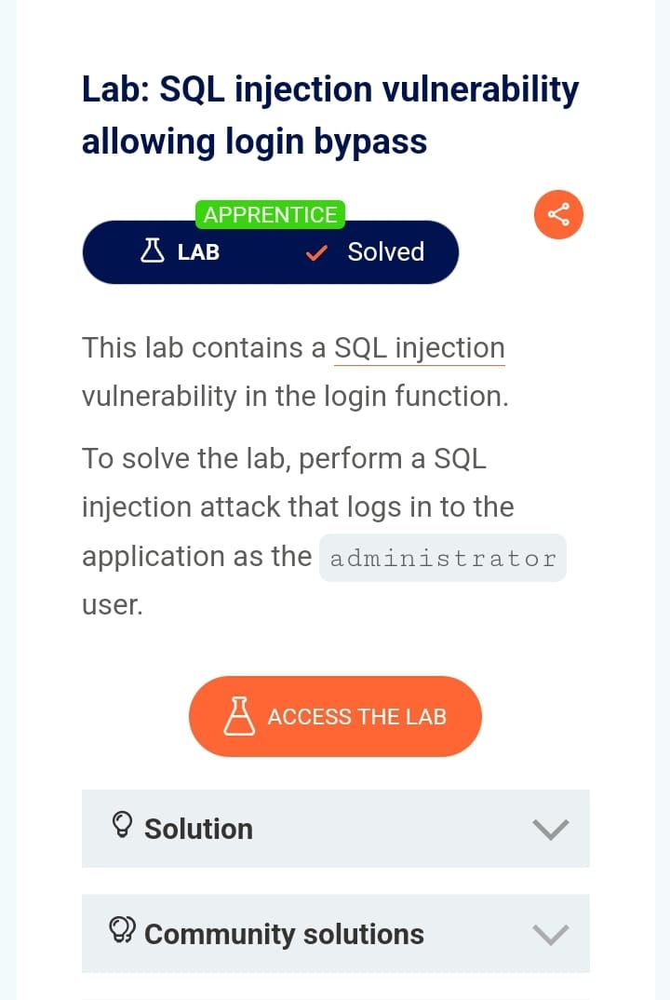 Lab: SQL injection vulnerability
allowing login bypass
APPRENTICE
LAB Solved
This lab contains a SQL injection
vulnerability in the login function.
To solve the lab, perform a SQL
injection attack that logs in to the
application as the administrator
user.
ACCESS THE LAB
Solution
Community solutions